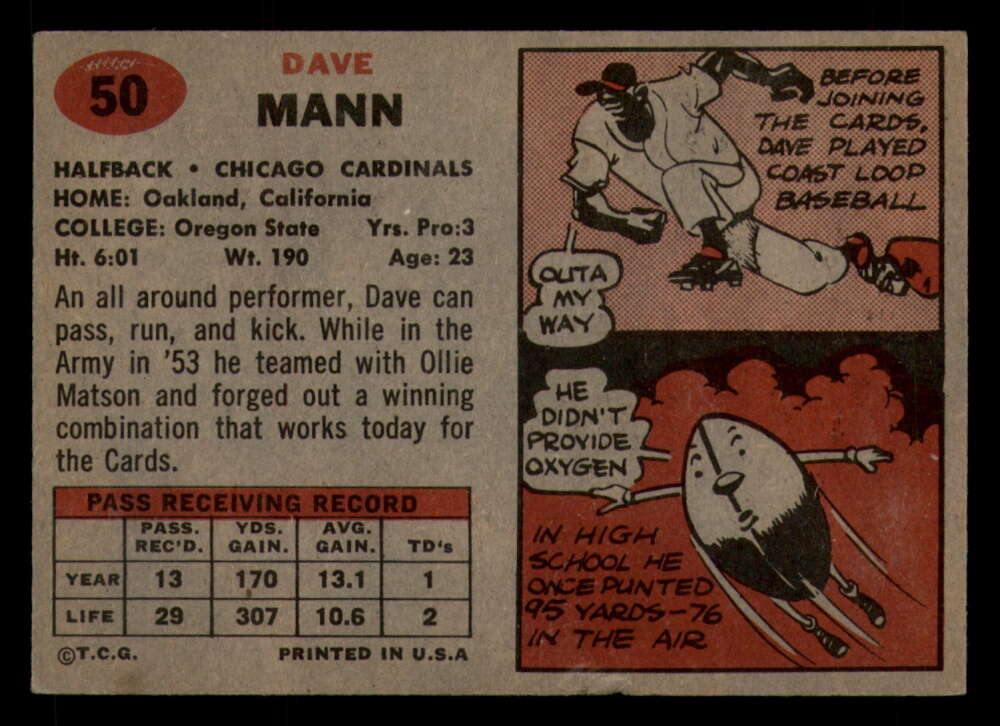 50
DAVE
MANN
HALFBACK • CHICAGO CARDINALS
HOME: Oakland, California
COLLEGE: Oregon State Yrs. Pro:3
Ht. 6:01 Wt. 190 Age: 23
An all around performer, Dave can
pass, run, and kick. While in the
Army in '53 he teamed with Ollie
Matson and forged out a winning
combination that works today for
the Cards.
PASS RECEIVING RECORD
PASS. REC'D. YDS. GAIN. AVG. GAIN. TD's
YEAR 13 170 13.1 1
LIFE 29 307 10.6 2
©T.C.G. PRINTED IN U.S.A
BEFORE
JOINING
THE CARDS,
DAVE PLAYED
COAST LOOP
BASEBALL
OUTA
MY
WAY
HE
DIDN'T
PROVIDE
OXYGEN
IN HIGH
SCHOOL HE
ONCE PUNTED
95 YARDS-76
IN THE AIR